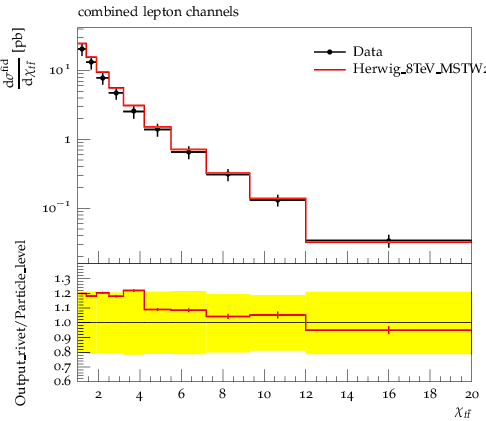 combined lepton channels
dσ^fid/dχ_tt̄ [pb]
Data
Herwig_8TeV_MSTW2
10^1
1
10^−1
Output_rivet/Particle_level
1.3
1.2
1.1
1.0
0.9
0.8
0.7
0.6
2 4 6 8 10 12 14 16 18 20
χ_tt̄